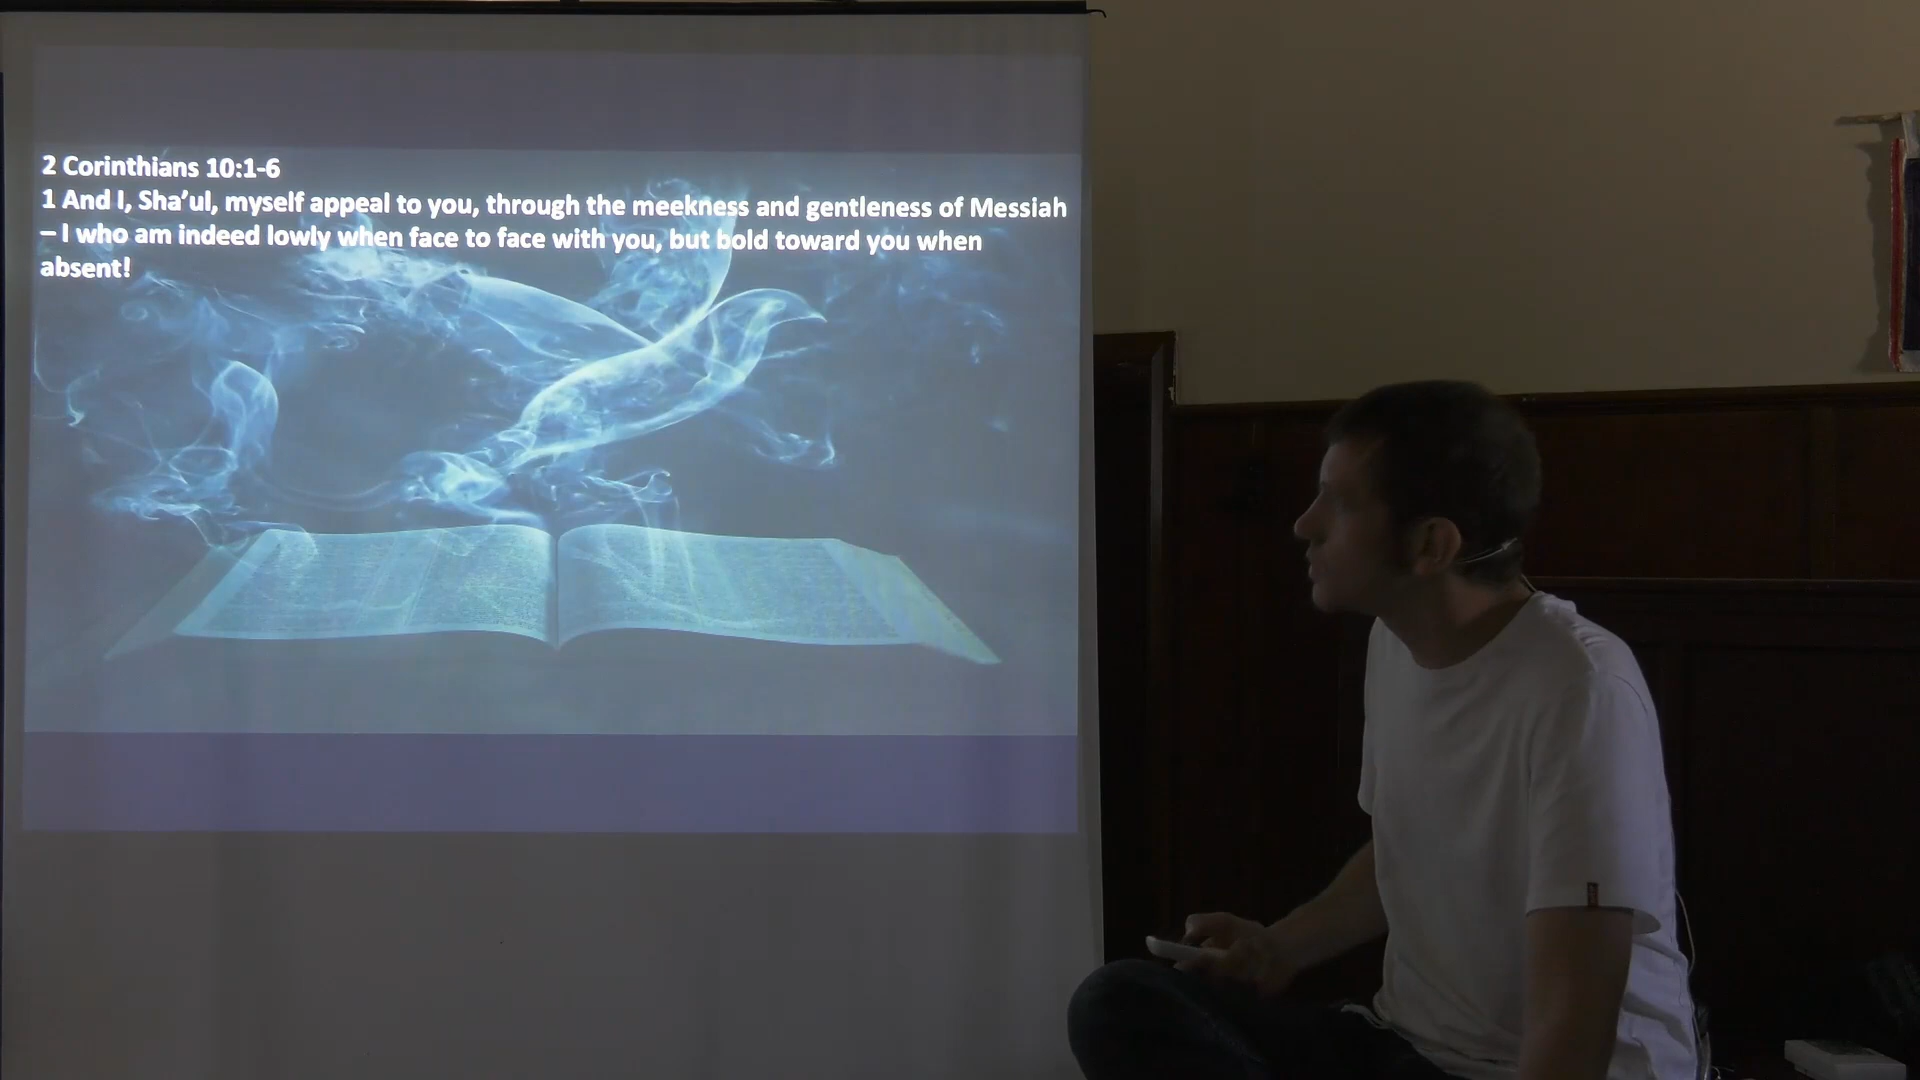 2 Corinthians 10:1-6
1 And I, Sha’ul, myself appeal to you, through the meekness and gentleness of Messiah
– I who am indeed lowly when face to face with you, but bold toward you when
absent!